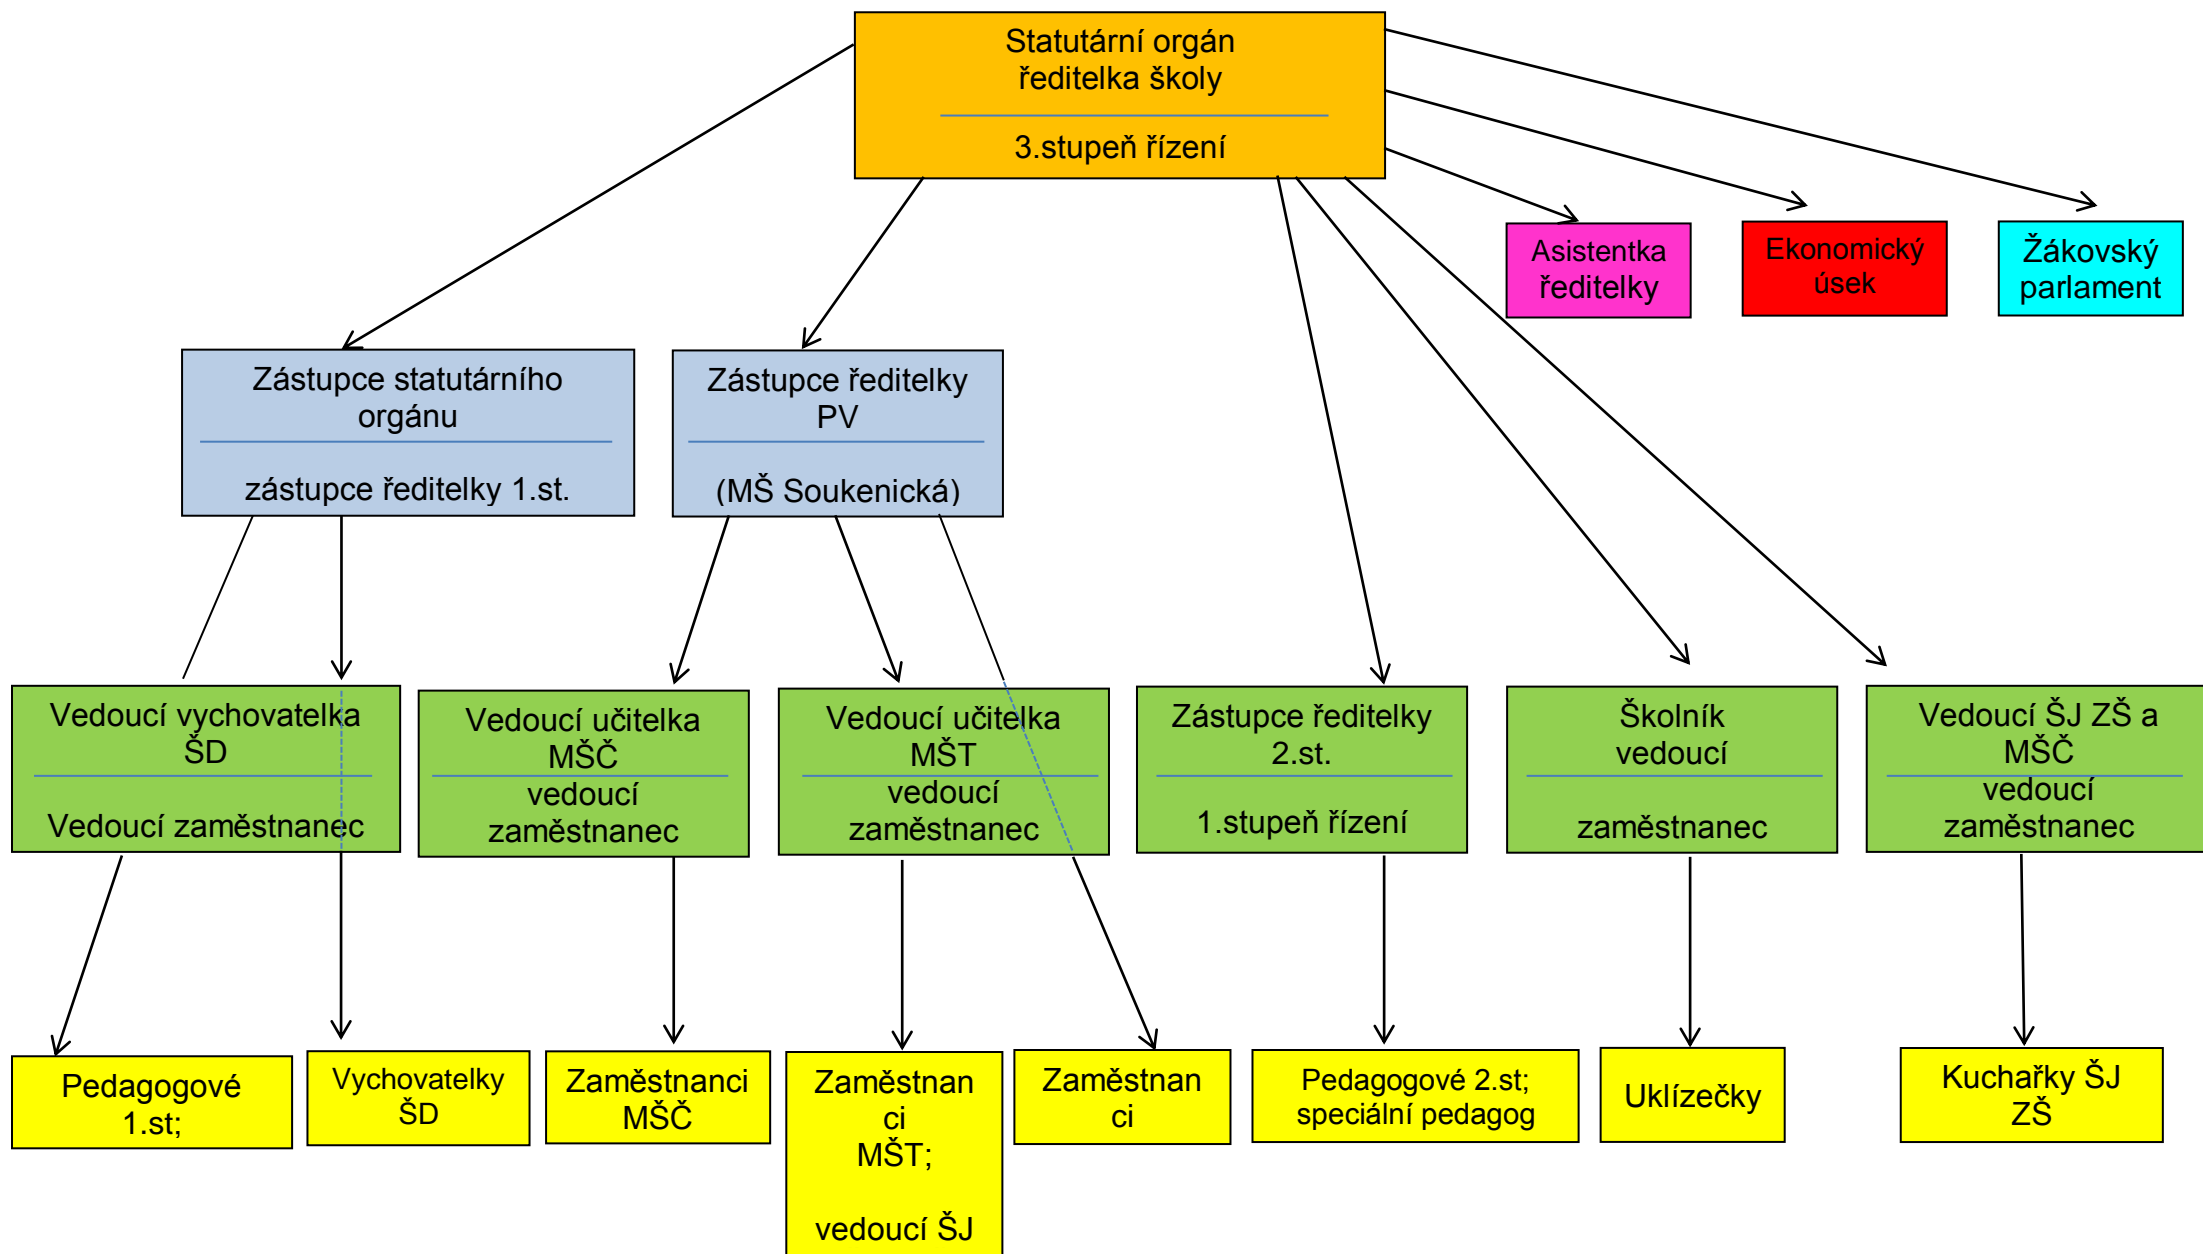 Statutární orgán
ředitelka školy
3.stupeň řízení
Asistentka
ředitelky
Ekonomický
úsek
Žákovský
parlament
Zástupce statutárního
orgánu
zástupce ředitelky 1.st.
Zástupce ředitelky
PV
(MŠ Soukenická)
Vedoucí vychovatelka
ŠD
Vedoucí zaměstnanec
Vedoucí učitelka
MŠČ
vedoucí
zaměstnanec
Vedoucí učitelka
MŠT
vedoucí
zaměstnanec
Zástupce ředitelky
2.st.
1.stupeň řízení
Školník
vedoucí
zaměstnanec
Vedoucí ŠJ ZŠ a
MŠČ
vedoucí
zaměstnanec
Pedagogové
1.st;
Vychovatelky
ŠD
Zaměstnanci
MŠČ
Zaměstnan
ci
MŠT;
vedoucí ŠJ
Zaměstnan
ci
Pedagogové 2.st;
speciální pedagog
Uklízečky
Kuchařky ŠJ
ZŠ